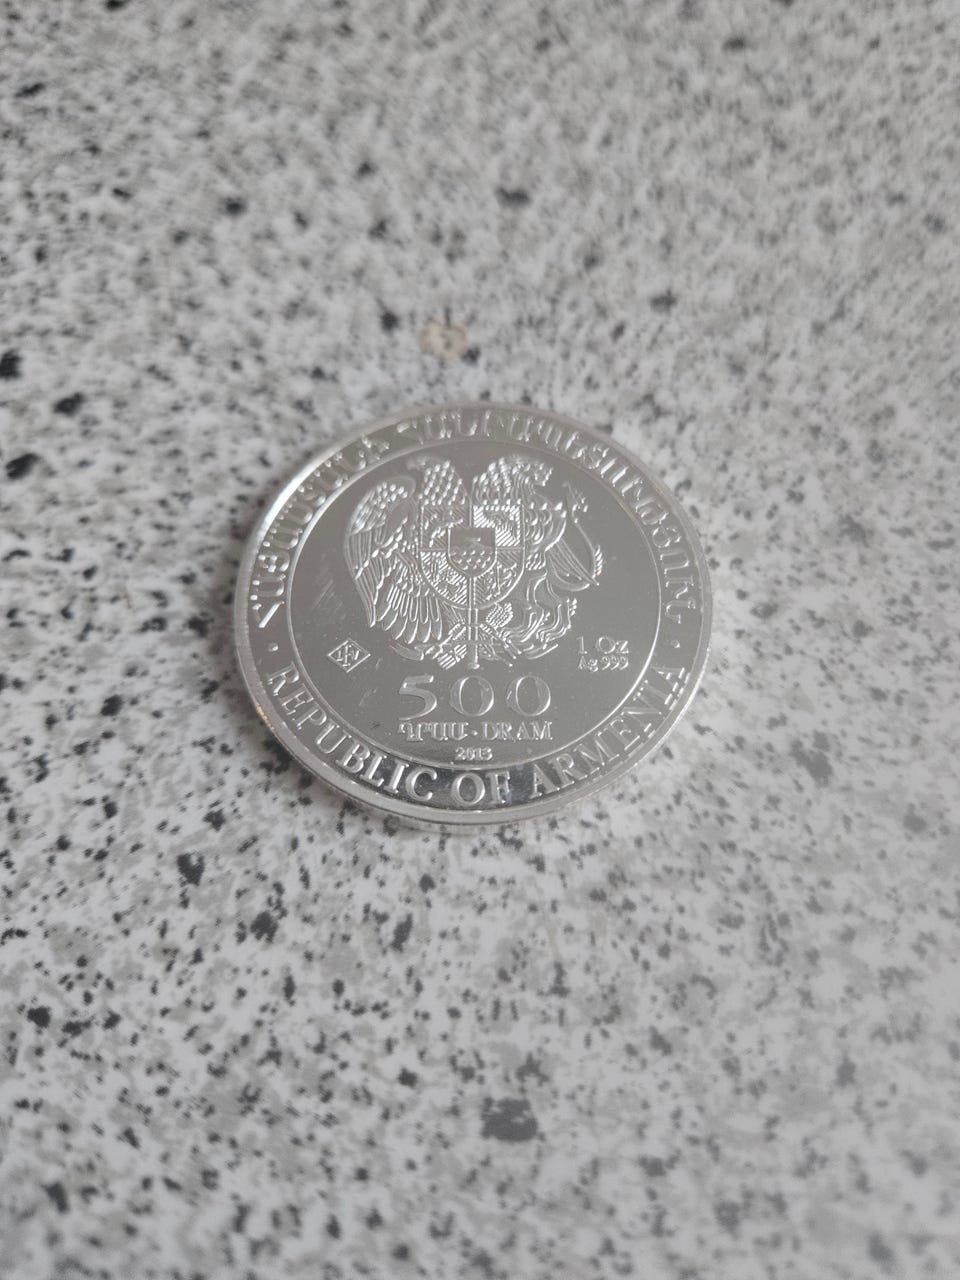 ՀԱՅԱՍՏԱՆԻ ՀԱՆՐԱՊԵՏՈՒԹՅՈՒՆ
1 Oz
Ag 999
500
ԴՐԱՄ · DRAM
REPUBLIC OF ARMENIA